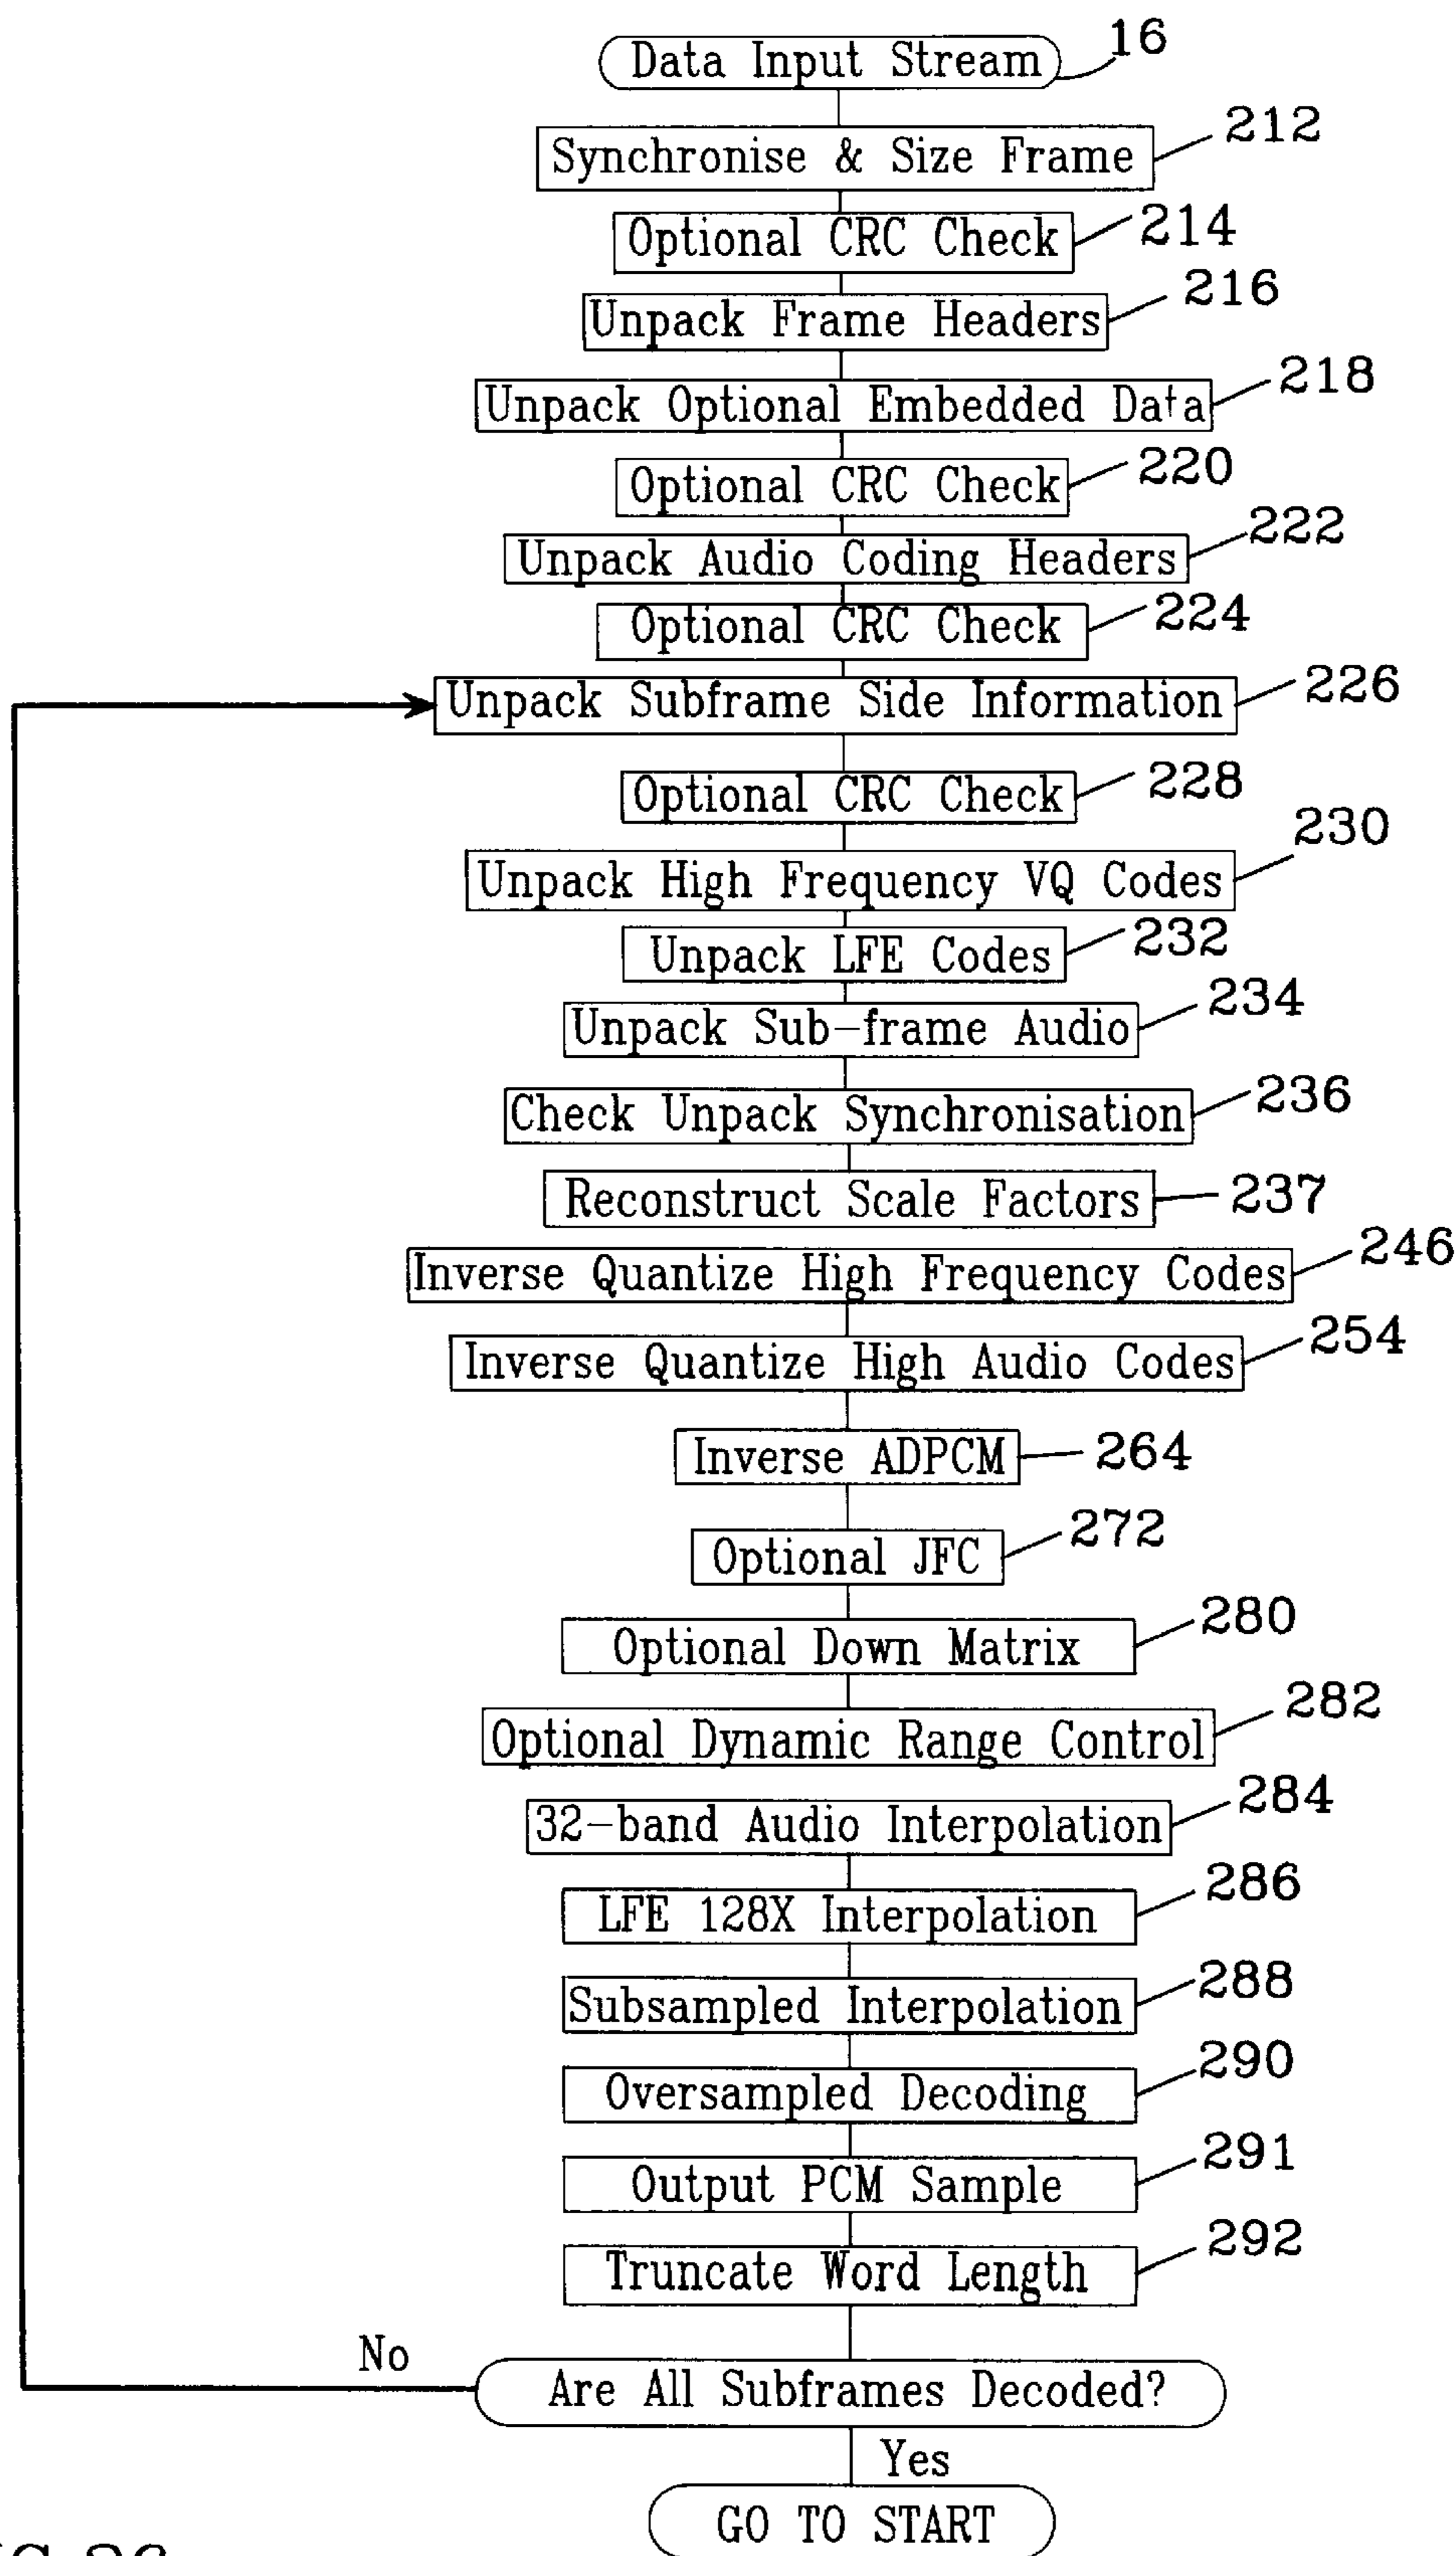 Data Input Stream 16
Synchronise & Size Frame 212
Optional CRC Check 214
Unpack Frame Headers 216
Unpack Optional Embedded Data 218
Optional CRC Check 220
Unpack Audio Coding Headers 222
Optional CRC Check 224
Unpack Subframe Side Information 226
Optional CRC Check 228
Unpack High Frequency VQ Codes 230
Unpack LFE Codes 232
Unpack Sub-frame Audio 234
Check Unpack Synchronisation 236
Reconstruct Scale Factors 237
Inverse Quantize High Frequency Codes 246
Inverse Quantize High Audio Codes 254
Inverse ADPCM 264
Optional JFC 272
Optional Down Matrix 280
Optional Dynamic Range Control 282
32-band Audio Interpolation 284
LFE 128X Interpolation 286
Subsampled Interpolation 288
Oversampled Decoding 290
Output PCM Sample 291
Truncate Word Length 292
No
Are All Subframes Decoded?
Yes
GO TO START